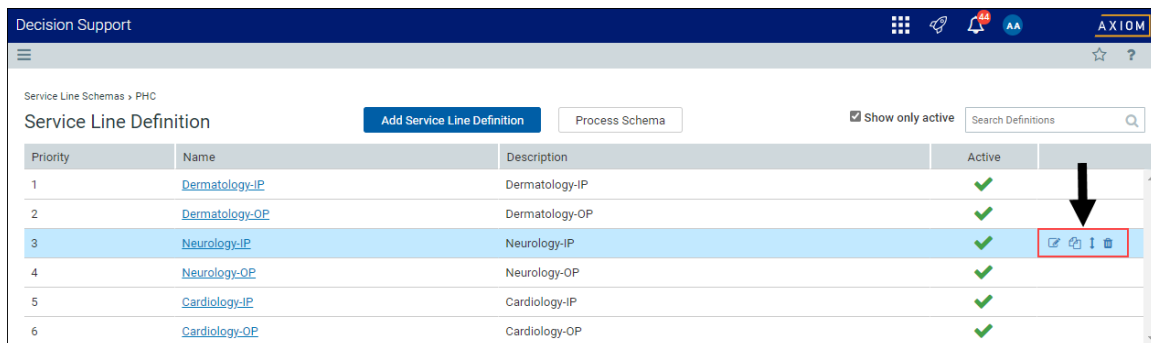 Decision Support
44
AA
AXIOM
?
Service Line Schemas › PHC
Service Line Definition
Add Service Line Definition
Process Schema
Show only active
Search Definitions
Priority Name Description Active
1 Dermatology-IP Dermatology-IP
2 Dermatology-OP Dermatology-OP
3 Neurology-IP Neurology-IP
4 Neurology-OP Neurology-OP
5 Cardiology-IP Cardiology-IP
6 Cardiology-OP Cardiology-OP